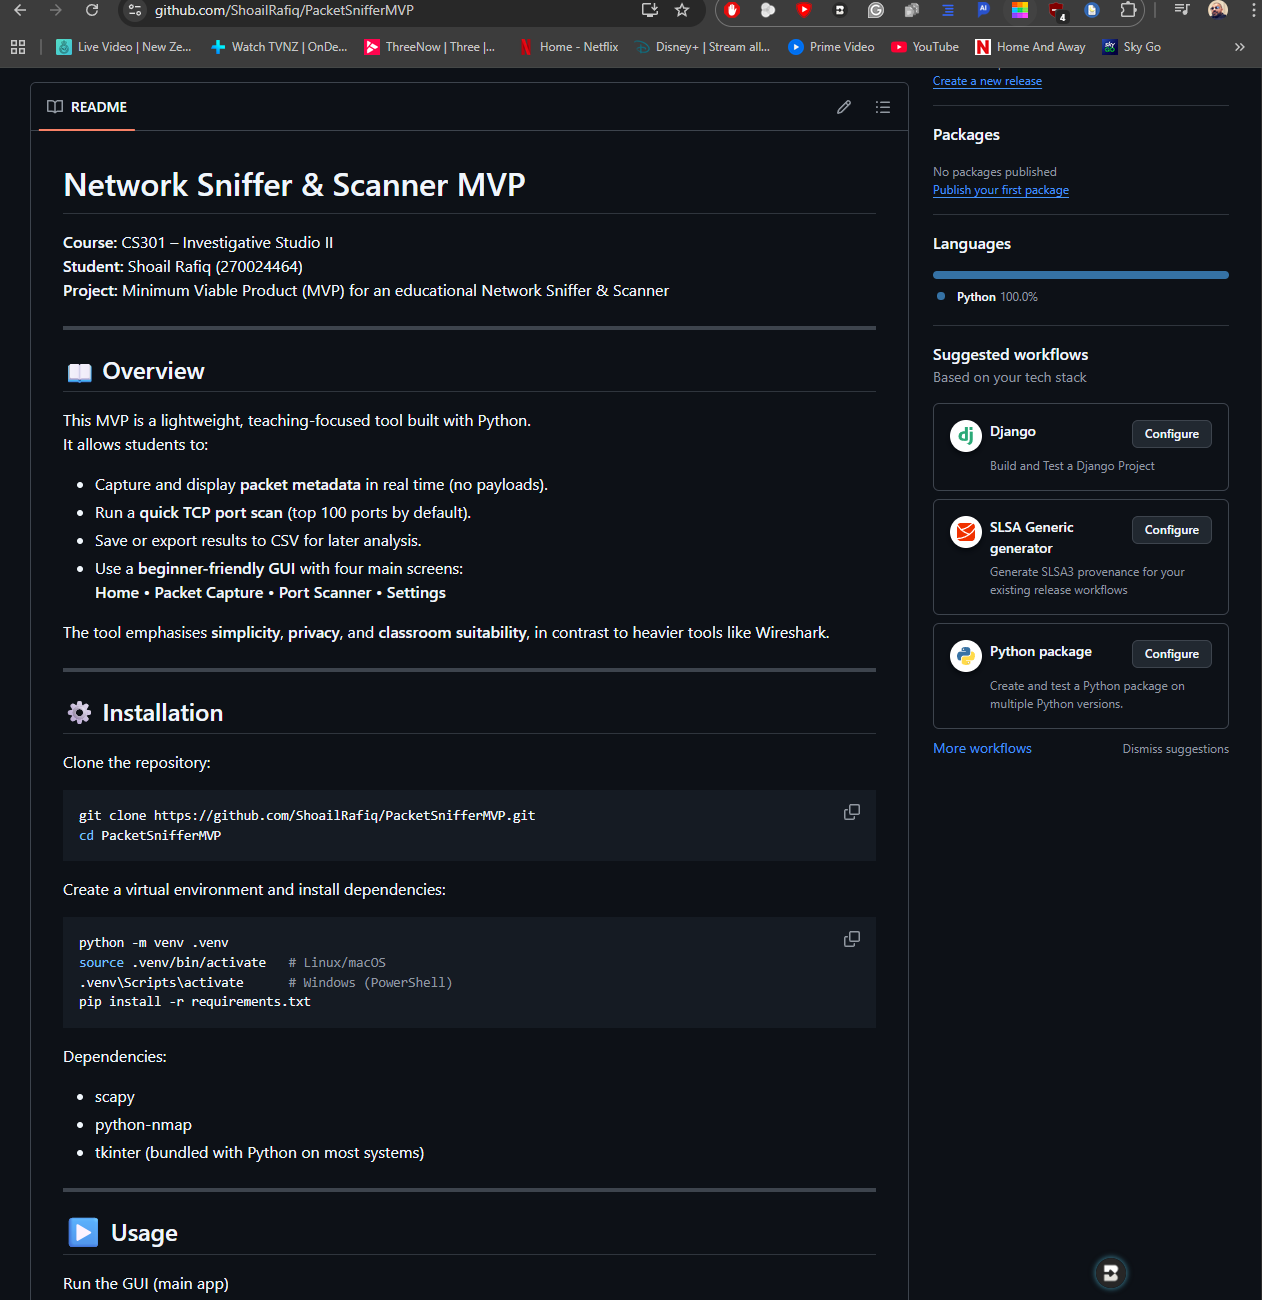 github.com/ShoailRafiq/PacketSnifferMVP
4
Live Video | New Ze...
Watch TVNZ | OnDe...
ThreeNow | Three |...
Home - Netflix
Disney+ | Stream all...
Prime Video
YouTube
Home And Away
Sky Go
README
Network Sniffer & Scanner MVP
Course: CS301 – Investigative Studio II
Student: Shoail Rafiq (270024464)
Project: Minimum Viable Product (MVP) for an educational Network Sniffer & Scanner
Overview
This MVP is a lightweight, teaching-focused tool built with Python.
It allows students to:
• Capture and display packet metadata in real time (no payloads).
• Run a quick TCP port scan (top 100 ports by default).
• Save or export results to CSV for later analysis.
• Use a beginner-friendly GUI with four main screens:
Home • Packet Capture • Port Scanner • Settings
The tool emphasises simplicity, privacy, and classroom suitability, in contrast to heavier tools like Wireshark.
Installation
Clone the repository:
git clone https://github.com/ShoailRafiq/PacketSnifferMVP.git
cd PacketSnifferMVP
Create a virtual environment and install dependencies:
python -m venv .venv
source .venv/bin/activate   # Linux/macOS
.venv\Scripts\activate      # Windows (PowerShell)
pip install -r requirements.txt
Dependencies:
• scapy
• python-nmap
• tkinter (bundled with Python on most systems)
Usage
Run the GUI (main app)
Create a new release
Packages
No packages published
Publish your first package
Languages
Python 100.0%
Suggested workflows
Based on your tech stack
dj
Django
Configure
Build and Test a Django Project
SLSA Generic
generator
Configure
Generate SLSA3 provenance for your
existing release workflows
Python package
Configure
Create and test a Python package on
multiple Python versions.
More workflows
Dismiss suggestions